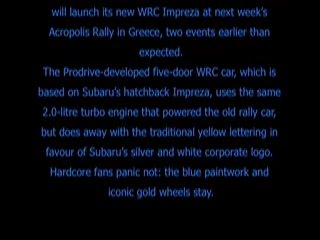 will launch its new WRC Impreza at next week's
Acropolis Rally in Greece, two events earlier than
expected.
The Prodrive-developed five-door WRC car, which is
based on Subaru's hatchback Impreza, uses the same
2.0-litre turbo engine that powered the old rally car,
but does away with the traditional yellow lettering in
favour of Subaru's silver and white corporate logo.
Hardcore fans panic not: the blue paintwork and
iconic gold wheels stay.